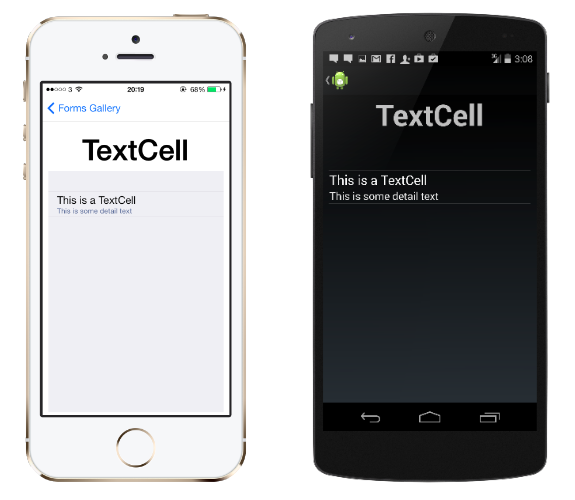 3 20:19 68%
Forms Gallery
TextCell
This is a TextCell
This is some detail text
3G 3:08
TextCell
This is a TextCell
This is some detail text